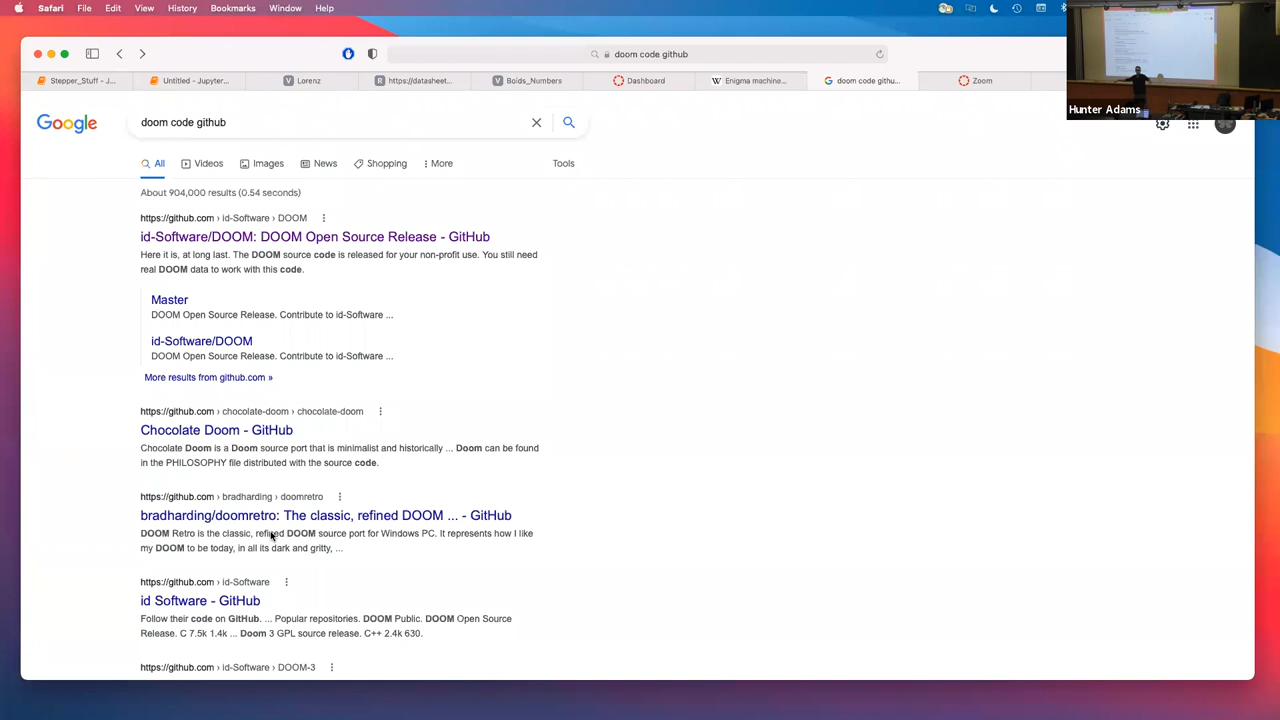 Safari File Edit View History Bookmarks Window Help
doom code github
Stepper_Stuff - J... Untitled - Jupyter... Lorenz https://datashe... Boids_Numbers Dashboard Enigma machine... doom code githu... Zoom
Hunter Adams
Google doom code github
All Videos Images News Shopping More Tools
About 904,000 results (0.54 seconds)
https://github.com › id-Software › DOOM
id-Software/DOOM: DOOM Open Source Release - GitHub
Here it is, at long last. The DOOM source code is released for your non-profit use. You still need
real DOOM data to work with this code.
Master
DOOM Open Source Release. Contribute to id-Software ...
id-Software/DOOM
DOOM Open Source Release. Contribute to id-Software ...
More results from github.com »
https://github.com › chocolate-doom › chocolate-doom
Chocolate Doom - GitHub
Chocolate Doom is a Doom source port that is minimalist and historically ... Doom can be found
in the PHILOSOPHY file distributed with the source code.
https://github.com › bradharding › doomretro
bradharding/doomretro: The classic, refined DOOM ... - GitHub
DOOM Retro is the classic, refined DOOM source port for Windows PC. It represents how I like
my DOOM to be today, in all its dark and gritty, ...
https://github.com › id-Software
id Software - GitHub
Follow their code on GitHub. ... Popular repositories. DOOM Public. DOOM Open Source
Release. C 7.5k 1.4k ... Doom 3 GPL source release. C++ 2.4k 630.
https://github.com › id-Software › DOOM-3